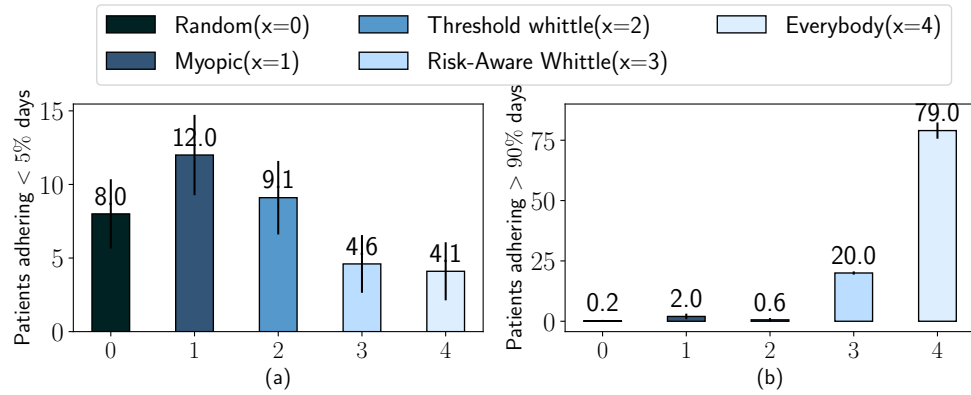 Random(x=0)
Myopic(x=1)
Threshold whittle(x=2)
Risk-Aware Whittle(x=3)
Everybody(x=4)
Patients adhering < 5% days
15
10
5
0
8.0
12.0
9.1
4.6
4.1
0 1 2 3 4
(a)
Patients adhering > 90% days
75
50
25
0
0.2
2.0
0.6
20.0
79.0
0 1 2 3 4
(b)